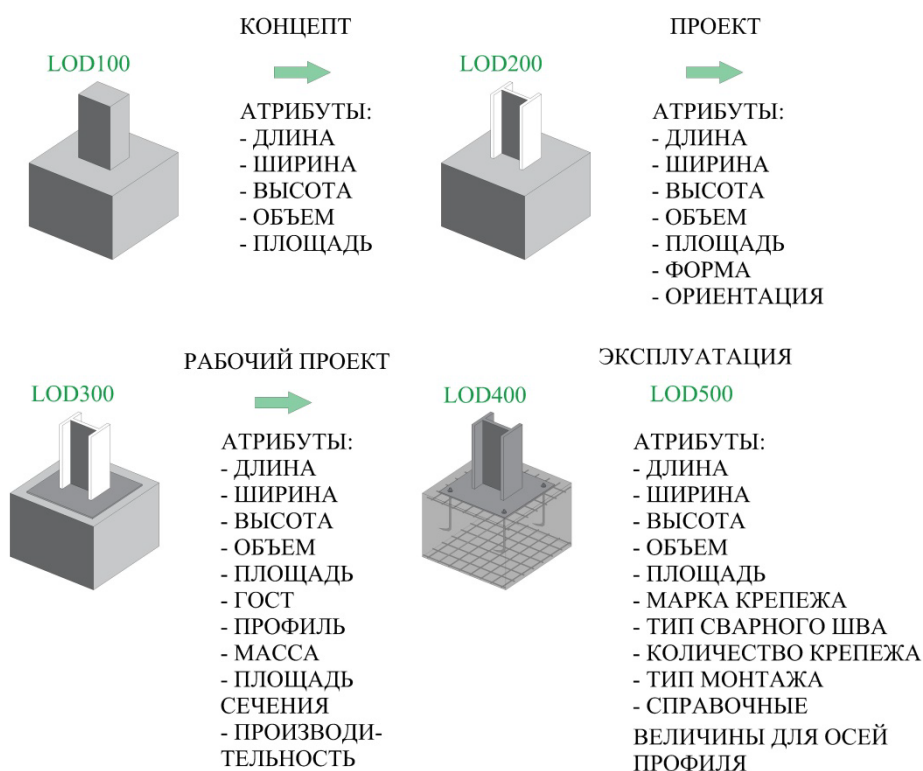 КОНЦЕПТ
LOD100
АТРИБУТЫ:
- ДЛИНА
- ШИРИНА
- ВЫСОТА
- ОБЪЕМ
- ПЛОЩАДЬ
ПРОЕКТ
LOD200
АТРИБУТЫ:
- ДЛИНА
- ШИРИНА
- ВЫСОТА
- ОБЪЕМ
- ПЛОЩАДЬ
- ФОРМА
- ОРИЕНТАЦИЯ
РАБОЧИЙ ПРОЕКТ
LOD300
АТРИБУТЫ:
- ДЛИНА
- ШИРИНА
- ВЫСОТА
- ОБЪЕМ
- ПЛОЩАДЬ
- ГОСТ
- ПРОФИЛЬ
- МАССА
- ПЛОЩАДЬ
СЕЧЕНИЯ
- ПРОИЗВОДИ-
ТЕЛЬНОСТЬ
ЭКСПЛУАТАЦИЯ
LOD400
LOD500
АТРИБУТЫ:
- ДЛИНА
- ШИРИНА
- ВЫСОТА
- ОБЪЕМ
- ПЛОЩАДЬ
- МАРКА КРЕПЕЖА
- ТИП СВАРНОГО ШВА
- КОЛИЧЕСТВО КРЕПЕЖА
- ТИП МОНТАЖА
- СПРАВОЧНЫЕ
ВЕЛИЧИНЫ ДЛЯ ОСЕЙ
ПРОФИЛЯ